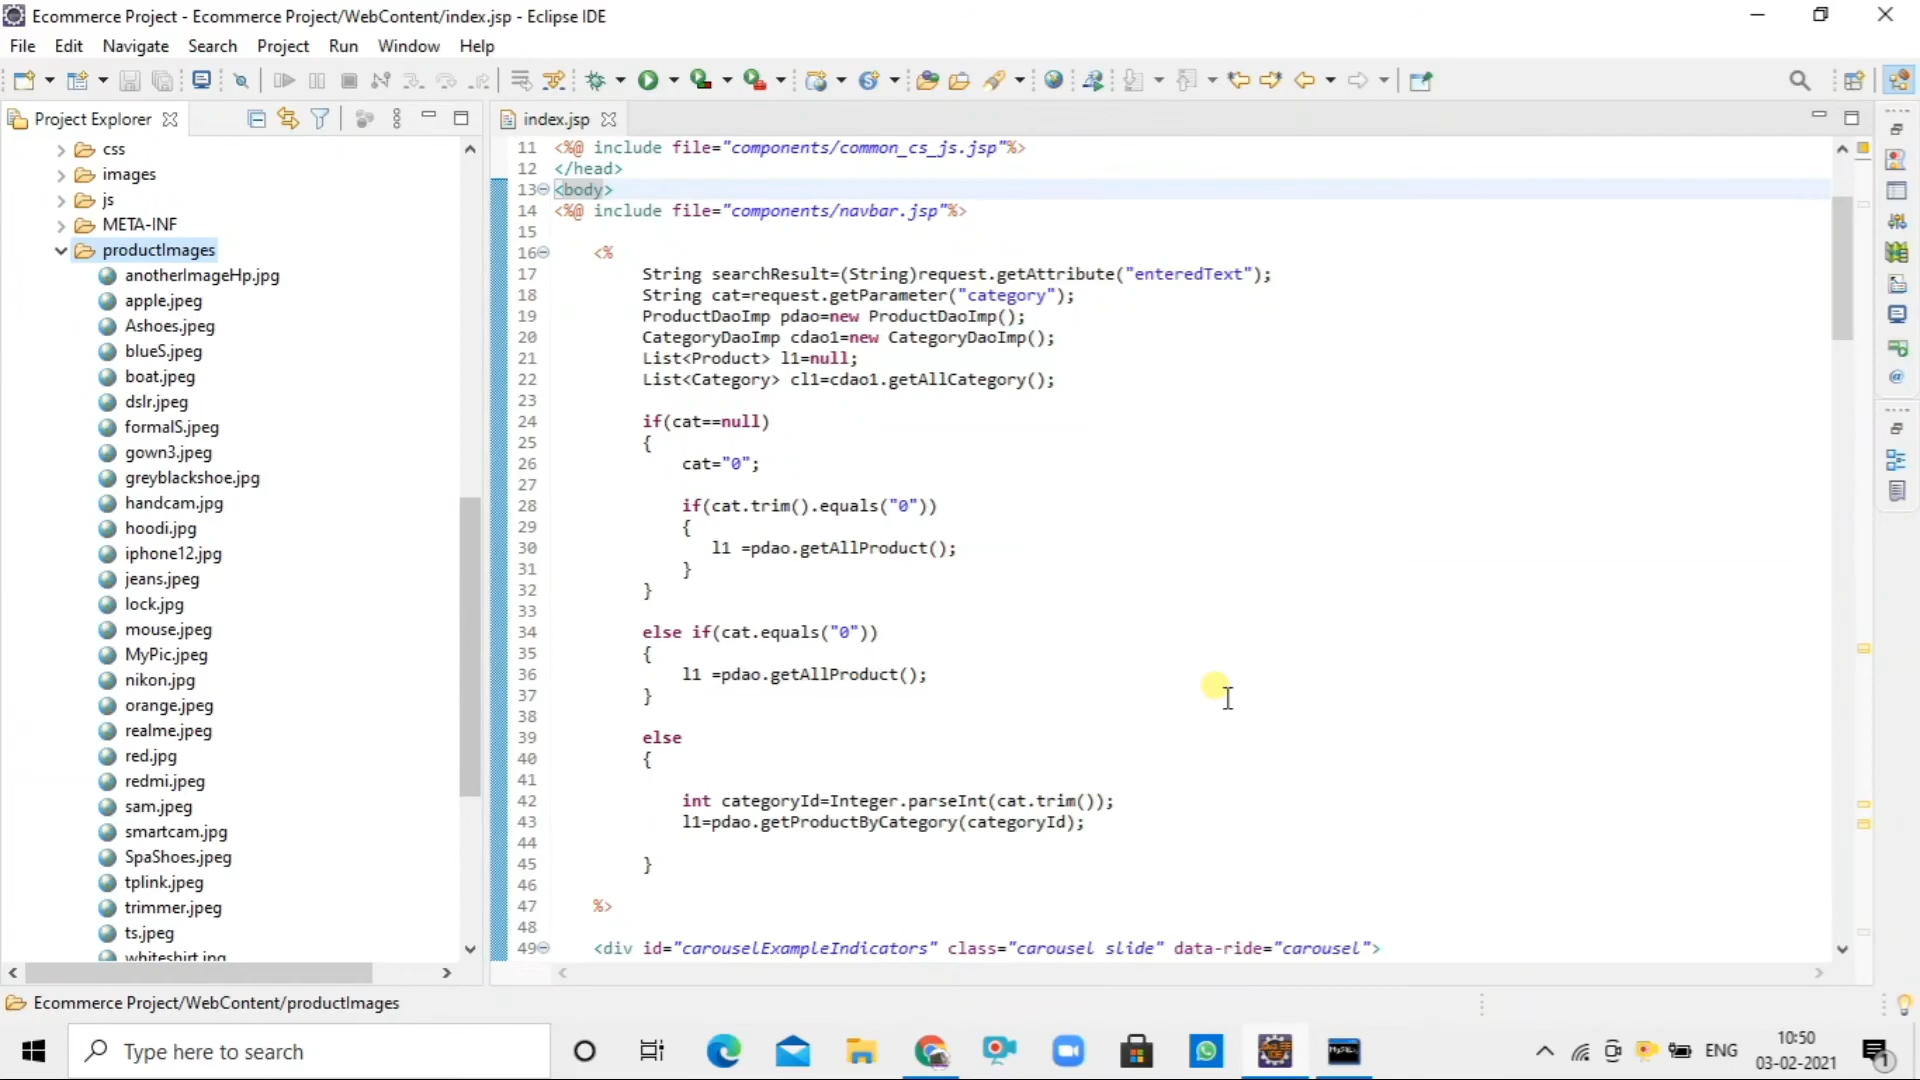 Ecommerce Project - Ecommerce Project/WebContent/index.jsp - Eclipse IDE
File Edit Navigate Search Project Run Window Help
Project Explorer
css
images
js
META-INF
productImages
anotherImageHp.jpg
apple.jpeg
Ashoes.jpeg
blueS.jpeg
boat.jpeg
dslr.jpeg
formalS.jpeg
gown3.jpeg
greyblackshoe.jpg
handcam.jpg
hoodi.jpg
iphone12.jpg
jeans.jpeg
lock.jpg
mouse.jpeg
MyPic.jpeg
nikon.jpg
orange.jpeg
realme.jpeg
red.jpg
redmi.jpeg
sam.jpeg
smartcam.jpg
SpaShoes.jpeg
tplink.jpeg
trimmer.jpeg
ts.jpeg
index.jsp
11 <%@ include file="components/common_cs_js.jsp"%>
12 </head>
13 <body>
14 <%@ include file="components/navbar.jsp"%>
15
16 <%
17 String searchResult=(String)request.getAttribute("enteredText");
18 String cat=request.getParameter("category");
19 ProductDaoImp pdao=new ProductDaoImp();
20 CategoryDaoImp cdao1=new CategoryDaoImp();
21 List<Product> l1=null;
22 List<Category> cl1=cdao1.getAllCategory();
23
24 if(cat==null)
25 {
26 cat="0";
27
28 if(cat.trim().equals("0"))
29 {
30 l1 =pdao.getAllProduct();
31 }
32 }
33
34 else if(cat.equals("0"))
35 {
36 l1 =pdao.getAllProduct();
37 }
38
39 else
40 {
41
42 int categoryId=Integer.parseInt(cat.trim());
43 l1=pdao.getProductByCategory(categoryId);
44
45 }
46
47 %>
48
49 <div id="carouselExampleIndicators" class="carousel slide" data-ride="carousel">
Ecommerce Project/WebContent/productImages
Type here to search
ENG
10:50
03-02-2021
1